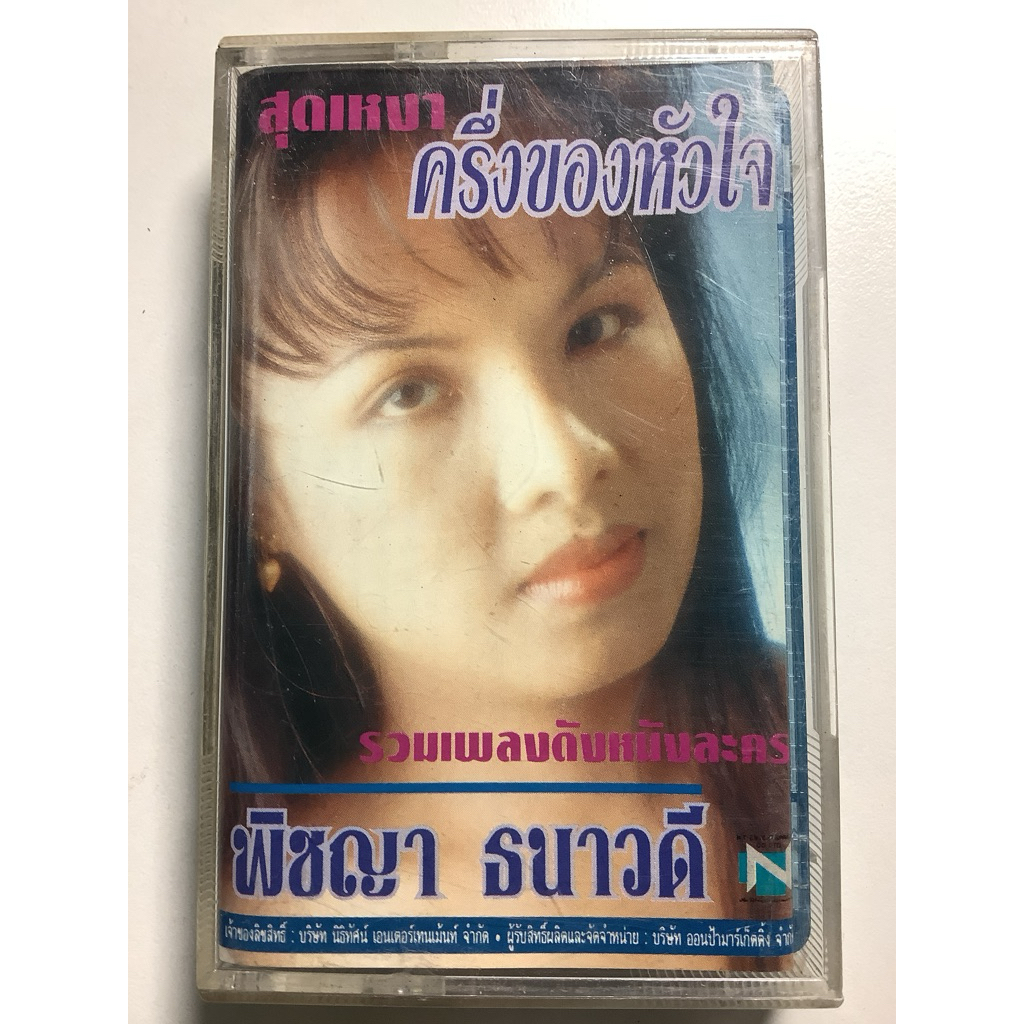 สุดเหงา
ครึ่งของหัวใจ
รวมเพลงดังหนังละคร
พิชญา ธนาวดี
N
เจ้าของลิขสิทธิ์ : บริษัท นิธิทัศน์ เอนเตอร์เทนเม้นท์ จำกัด • ผู้รับสิทธิ์ผลิตและจัดจำหน่าย : บริษัท ออนป้ามาร์เก็ตติ้ง จำกัด